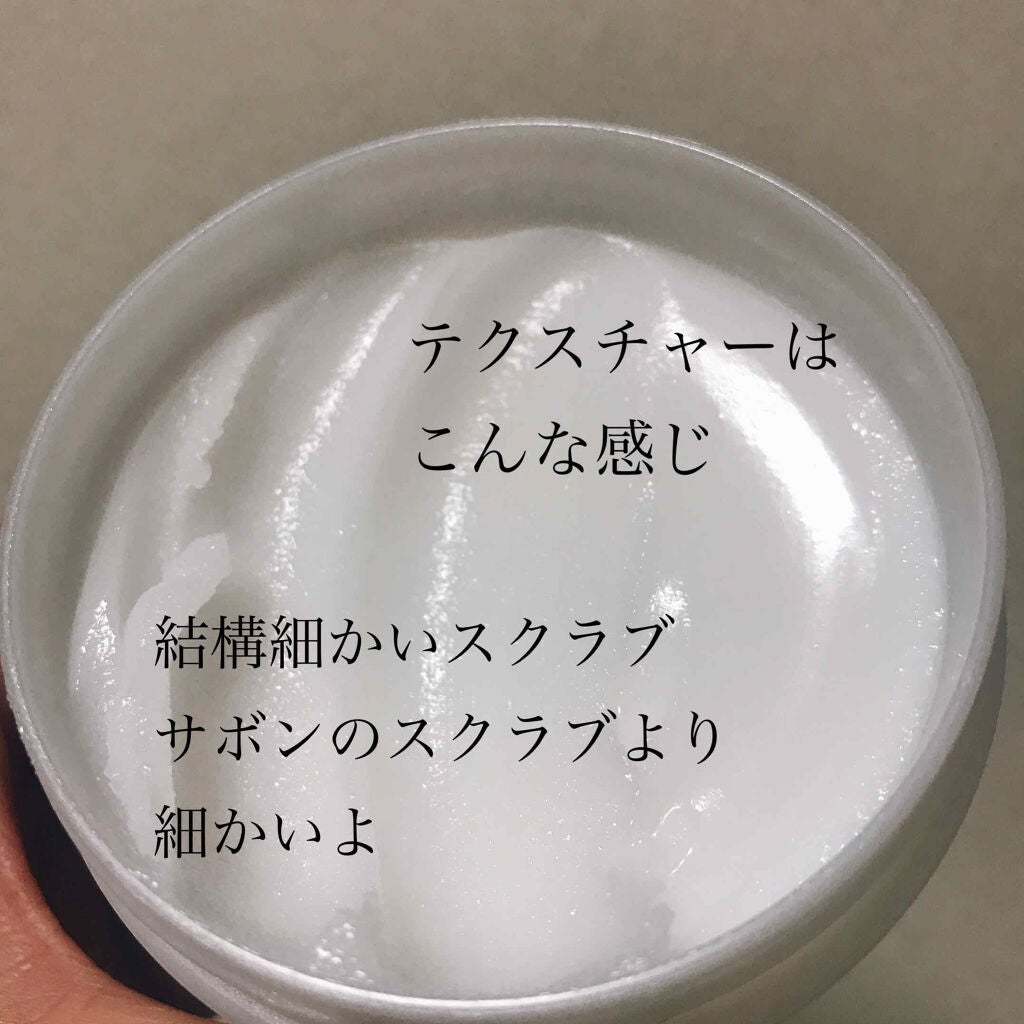 テクスチャーは
こんな感じ
結構細かいスクラブ
サボンのスクラブより
細かいよ